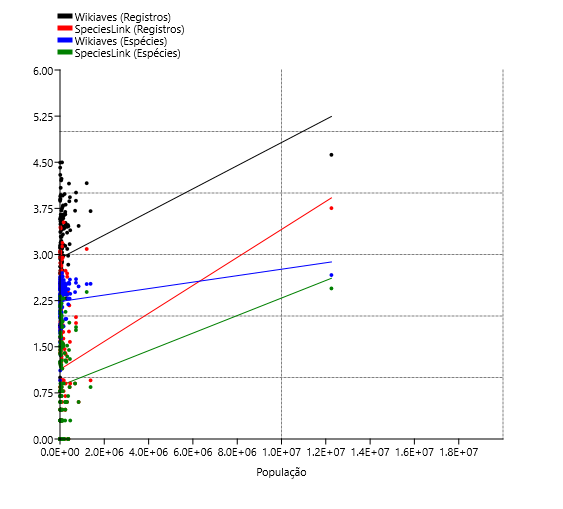 Wikiaves (Registros)
SpeciesLink (Registros)
Wikiaves (Espécies)
SpeciesLink (Espécies)
6.00
5.25
4.50
3.75
3.00
2.25
1.50
0.75
0.00
0.0E+00 2.0E+06 4.0E+06 6.0E+06 8.0E+06 1.0E+07 1.2E+07 1.4E+07 1.6E+07 1.8E+07
População